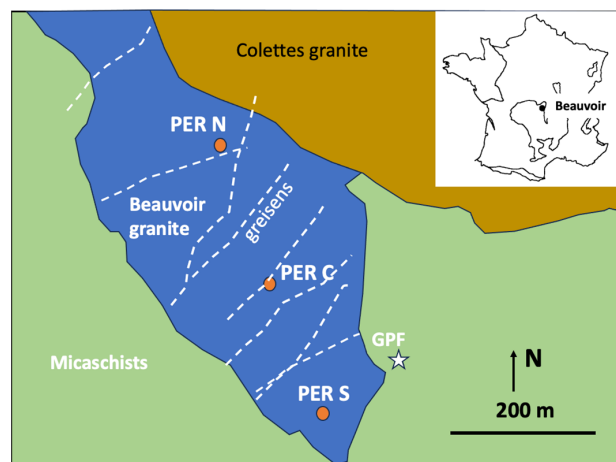 Colettes granite
Beauvoir
PER N
Beauvoir
granite
greisens
PER C
GPF
Micaschists
N
PER S
200 m